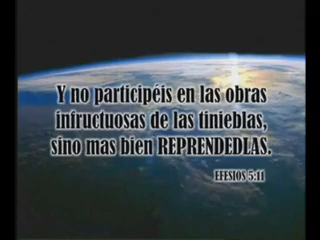 Y no participéis en las obras
infructuosas de las tinieblas,
sino mas bien REPRENDEDLAS.
EFESIOS 5:11